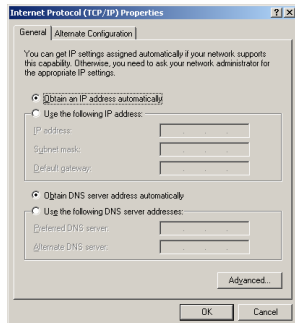 Internet Protocol (TCP/IP) Properties
General
Alternate Configuration
You can get IP settings assigned automatically if your network supports
this capability. Otherwise, you need to ask your network administrator for
the appropriate IP settings.
Obtain an IP address automatically
Use the following IP address:
IP address:
Subnet mask:
Default gateway:
Obtain DNS server address automatically
Use the following DNS server addresses:
Preferred DNS server:
Alternate DNS server:
Advanced...
OK
Cancel